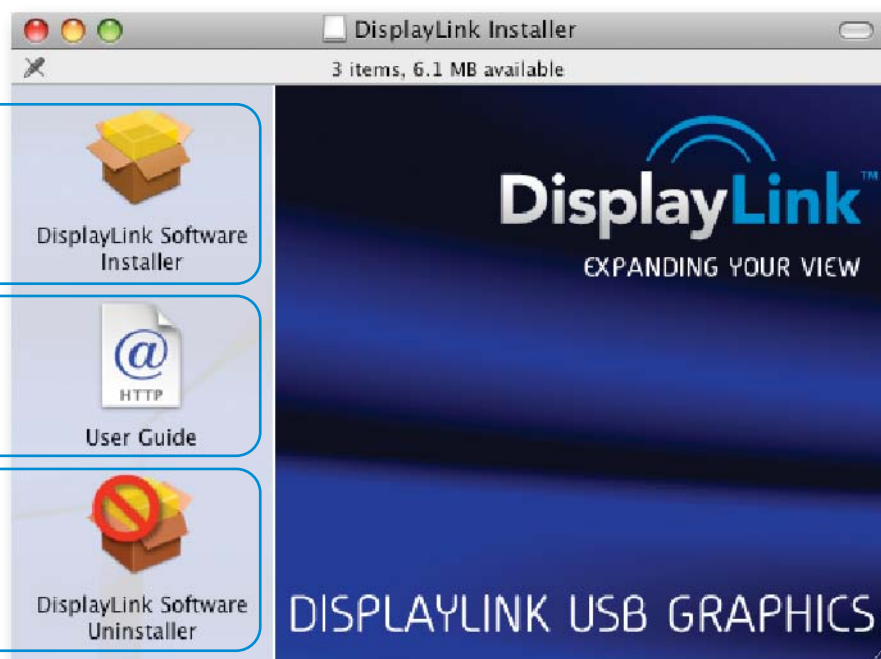 DisplayLink Installer
3 items, 6.1 MB available
DisplayLink Software
Installer
@
HTTP
User Guide
DisplayLink Software
Uninstaller
DisplayLink™
EXPANDING YOUR VIEW
DISPLAYLINK USB GRAPHICS